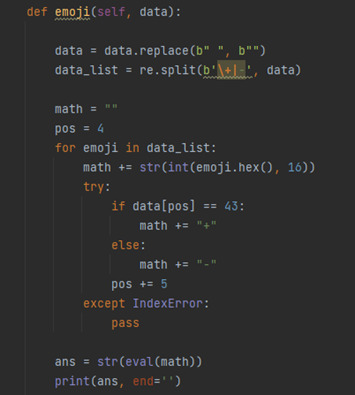 def emoji(self, data):
data = data.replace(b" ", b"")
data_list = re.split(b'\+|-', data)
math = ""
pos = 4
for emoji in data_list:
math += str(int(emoji.hex(), 16))
try:
if data[pos] == 43:
math += "+"
else:
math += "-"
pos += 5
except IndexError:
pass
ans = str(eval(math))
print(ans, end='')